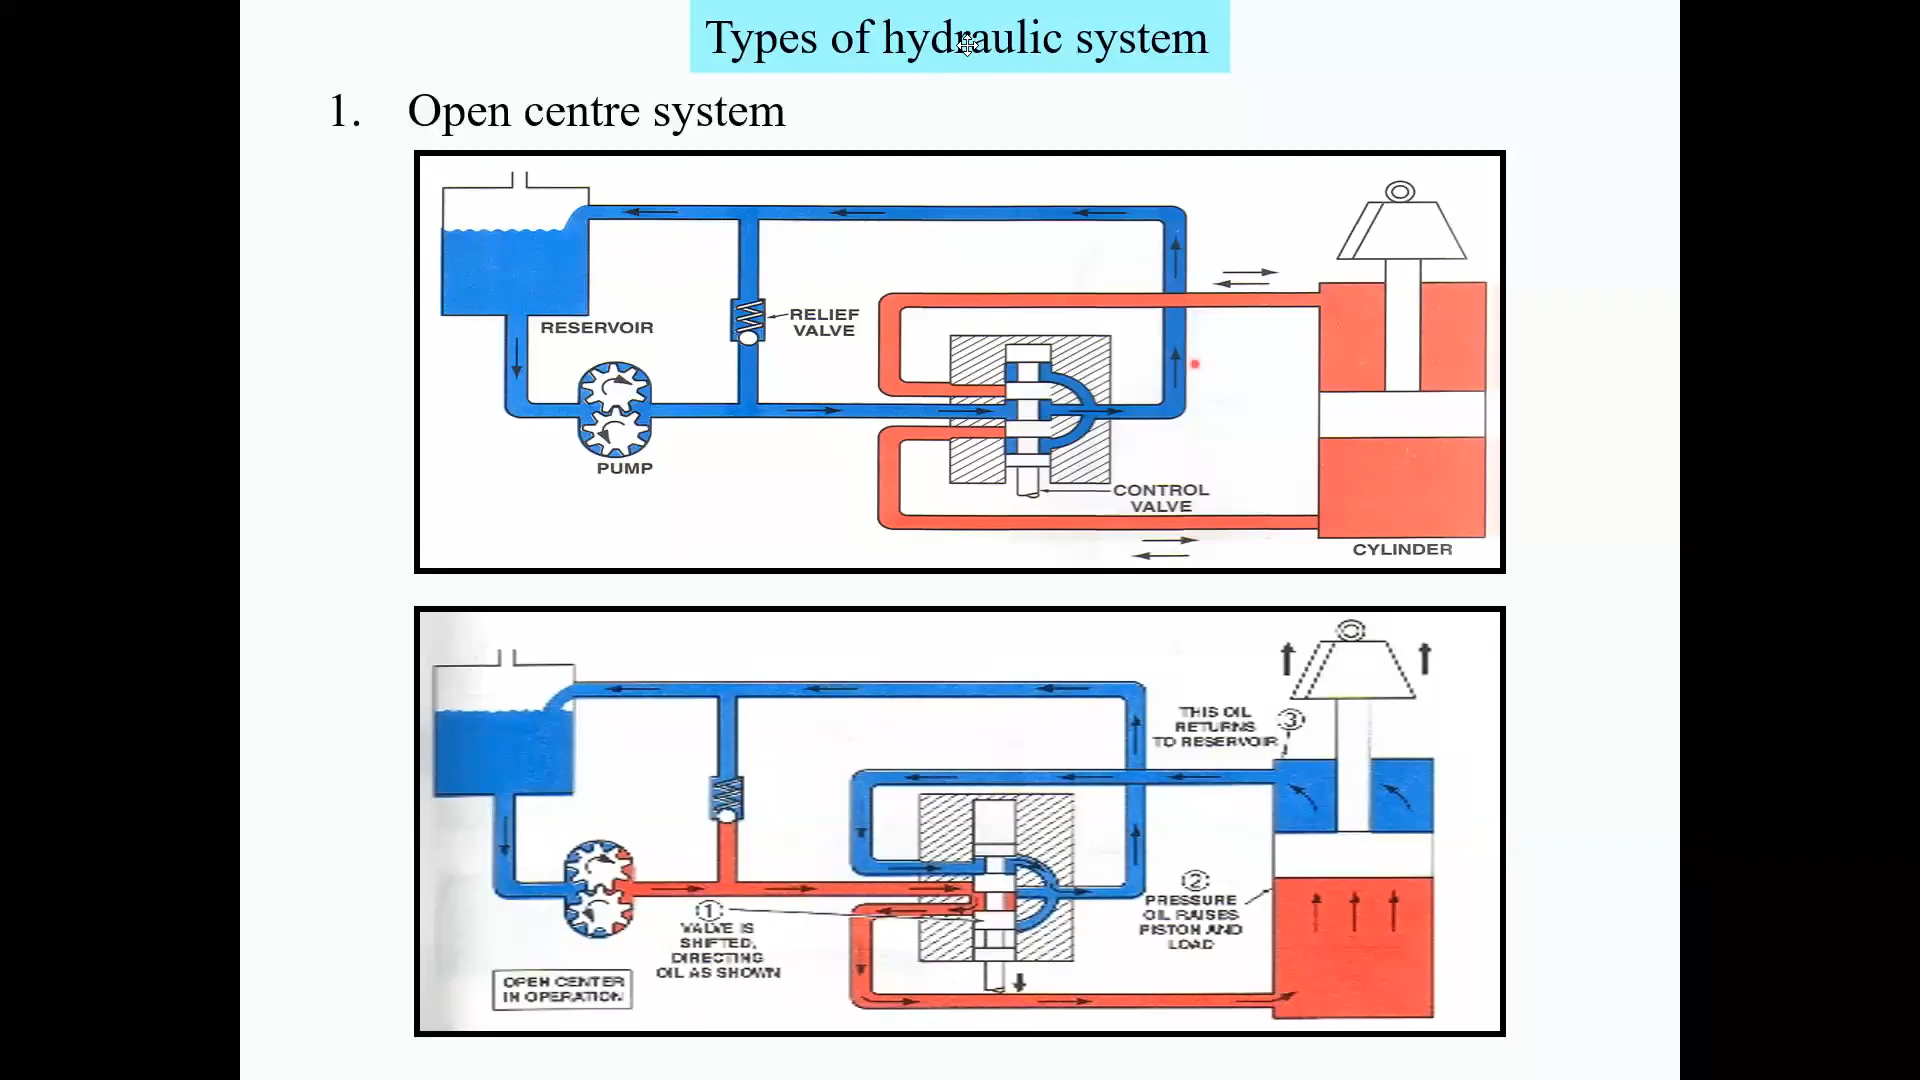 Types of hydraulic system
1. Open centre system
RESERVOIR
RELIEF
VALVE
PUMP
CONTROL
VALVE
CYLINDER
THIS OIL
RETURNS
TO RESERVOIR
3
2
PRESSURE
OIL RAISES
PISTON AND
LOAD
1
VALVE IS
SHIFTED,
DIRECTING
OIL AS SHOWN
OPEN CENTER
IN OPERATION